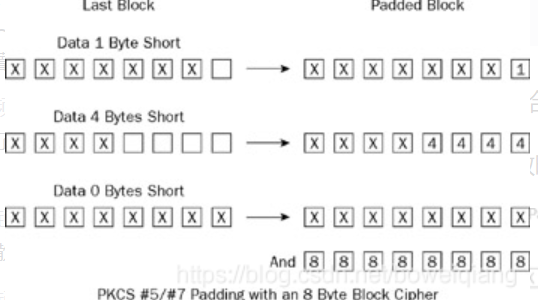 Last Block Padded Block
Data 1 Byte Short
X X X X X X X X X X X X X X 1
Data 4 Bytes Short
X X X X X X X X 4 4 4 4
Data 0 Bytes Short
X X X X X X X X X X X X X X X X
And 8 8 8 8 8 8 8 8
https://blog.csdn.net/boweiqiang
PKCS #5/#7 Padding with an 8 Byte Block Cipher